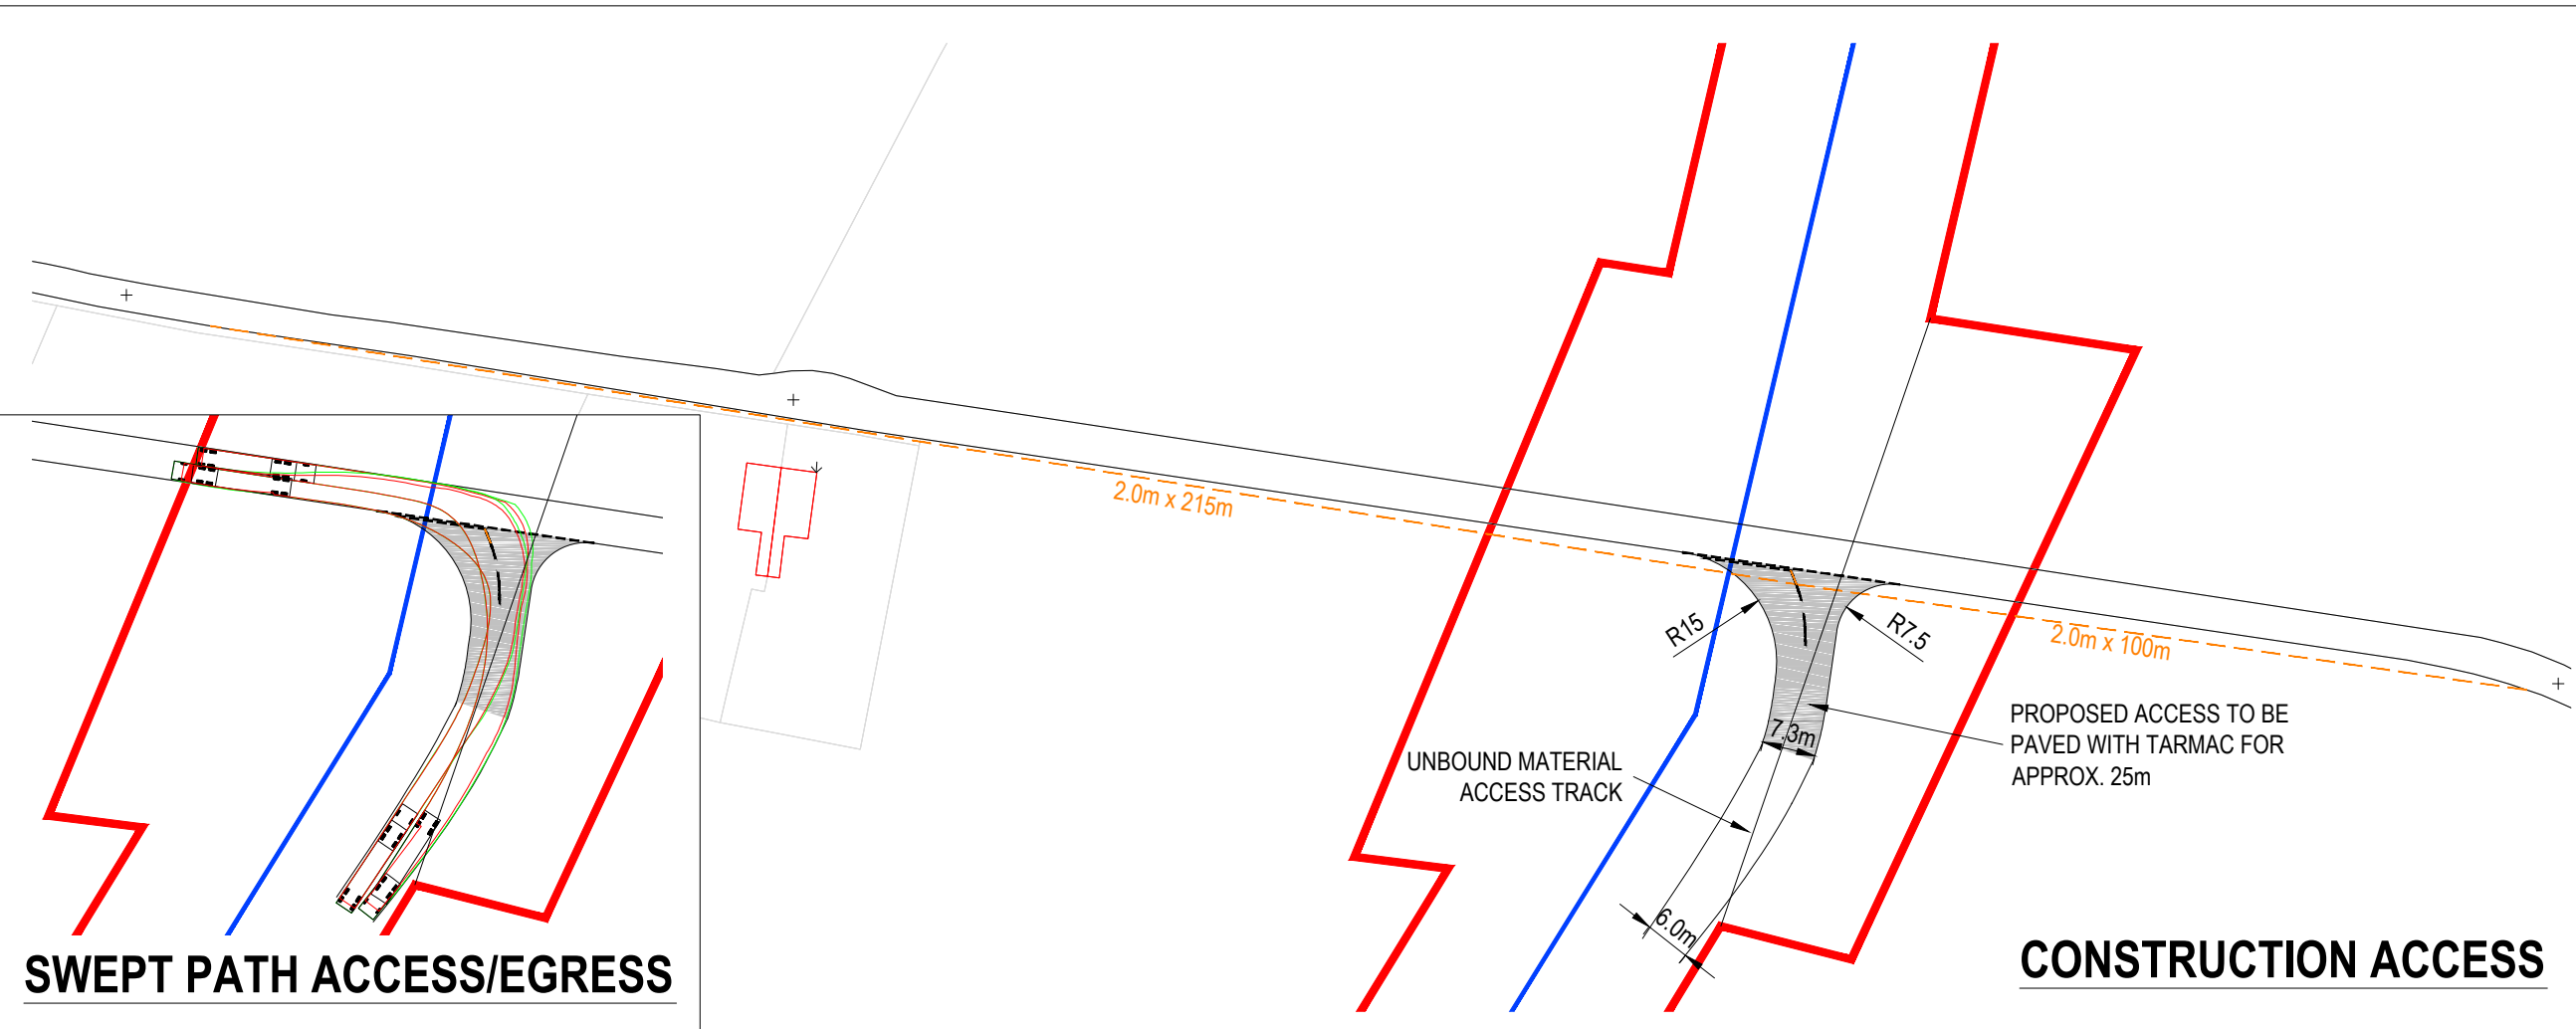 2.0m x 215m
R15
R7.5
2.0m x 100m
PROPOSED ACCESS TO BE
PAVED WITH TARMAC FOR
APPROX. 25m
7.3m
UNBOUND MATERIAL
ACCESS TRACK
6.0m
SWEPT PATH ACCESS/EGRESS
CONSTRUCTION ACCESS